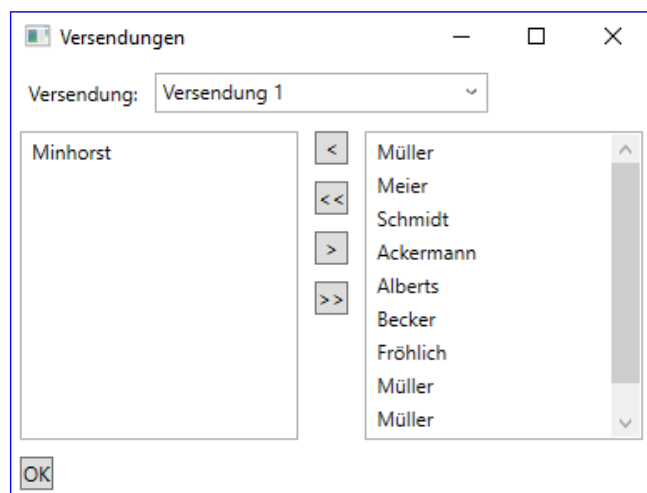 Versendungen
Versendung: Versendung 1
Minhorst
<
<<
>
>>
Müller
Meier
Schmidt
Ackermann
Alberts
Becker
Fröhlich
Müller
Müller
OK